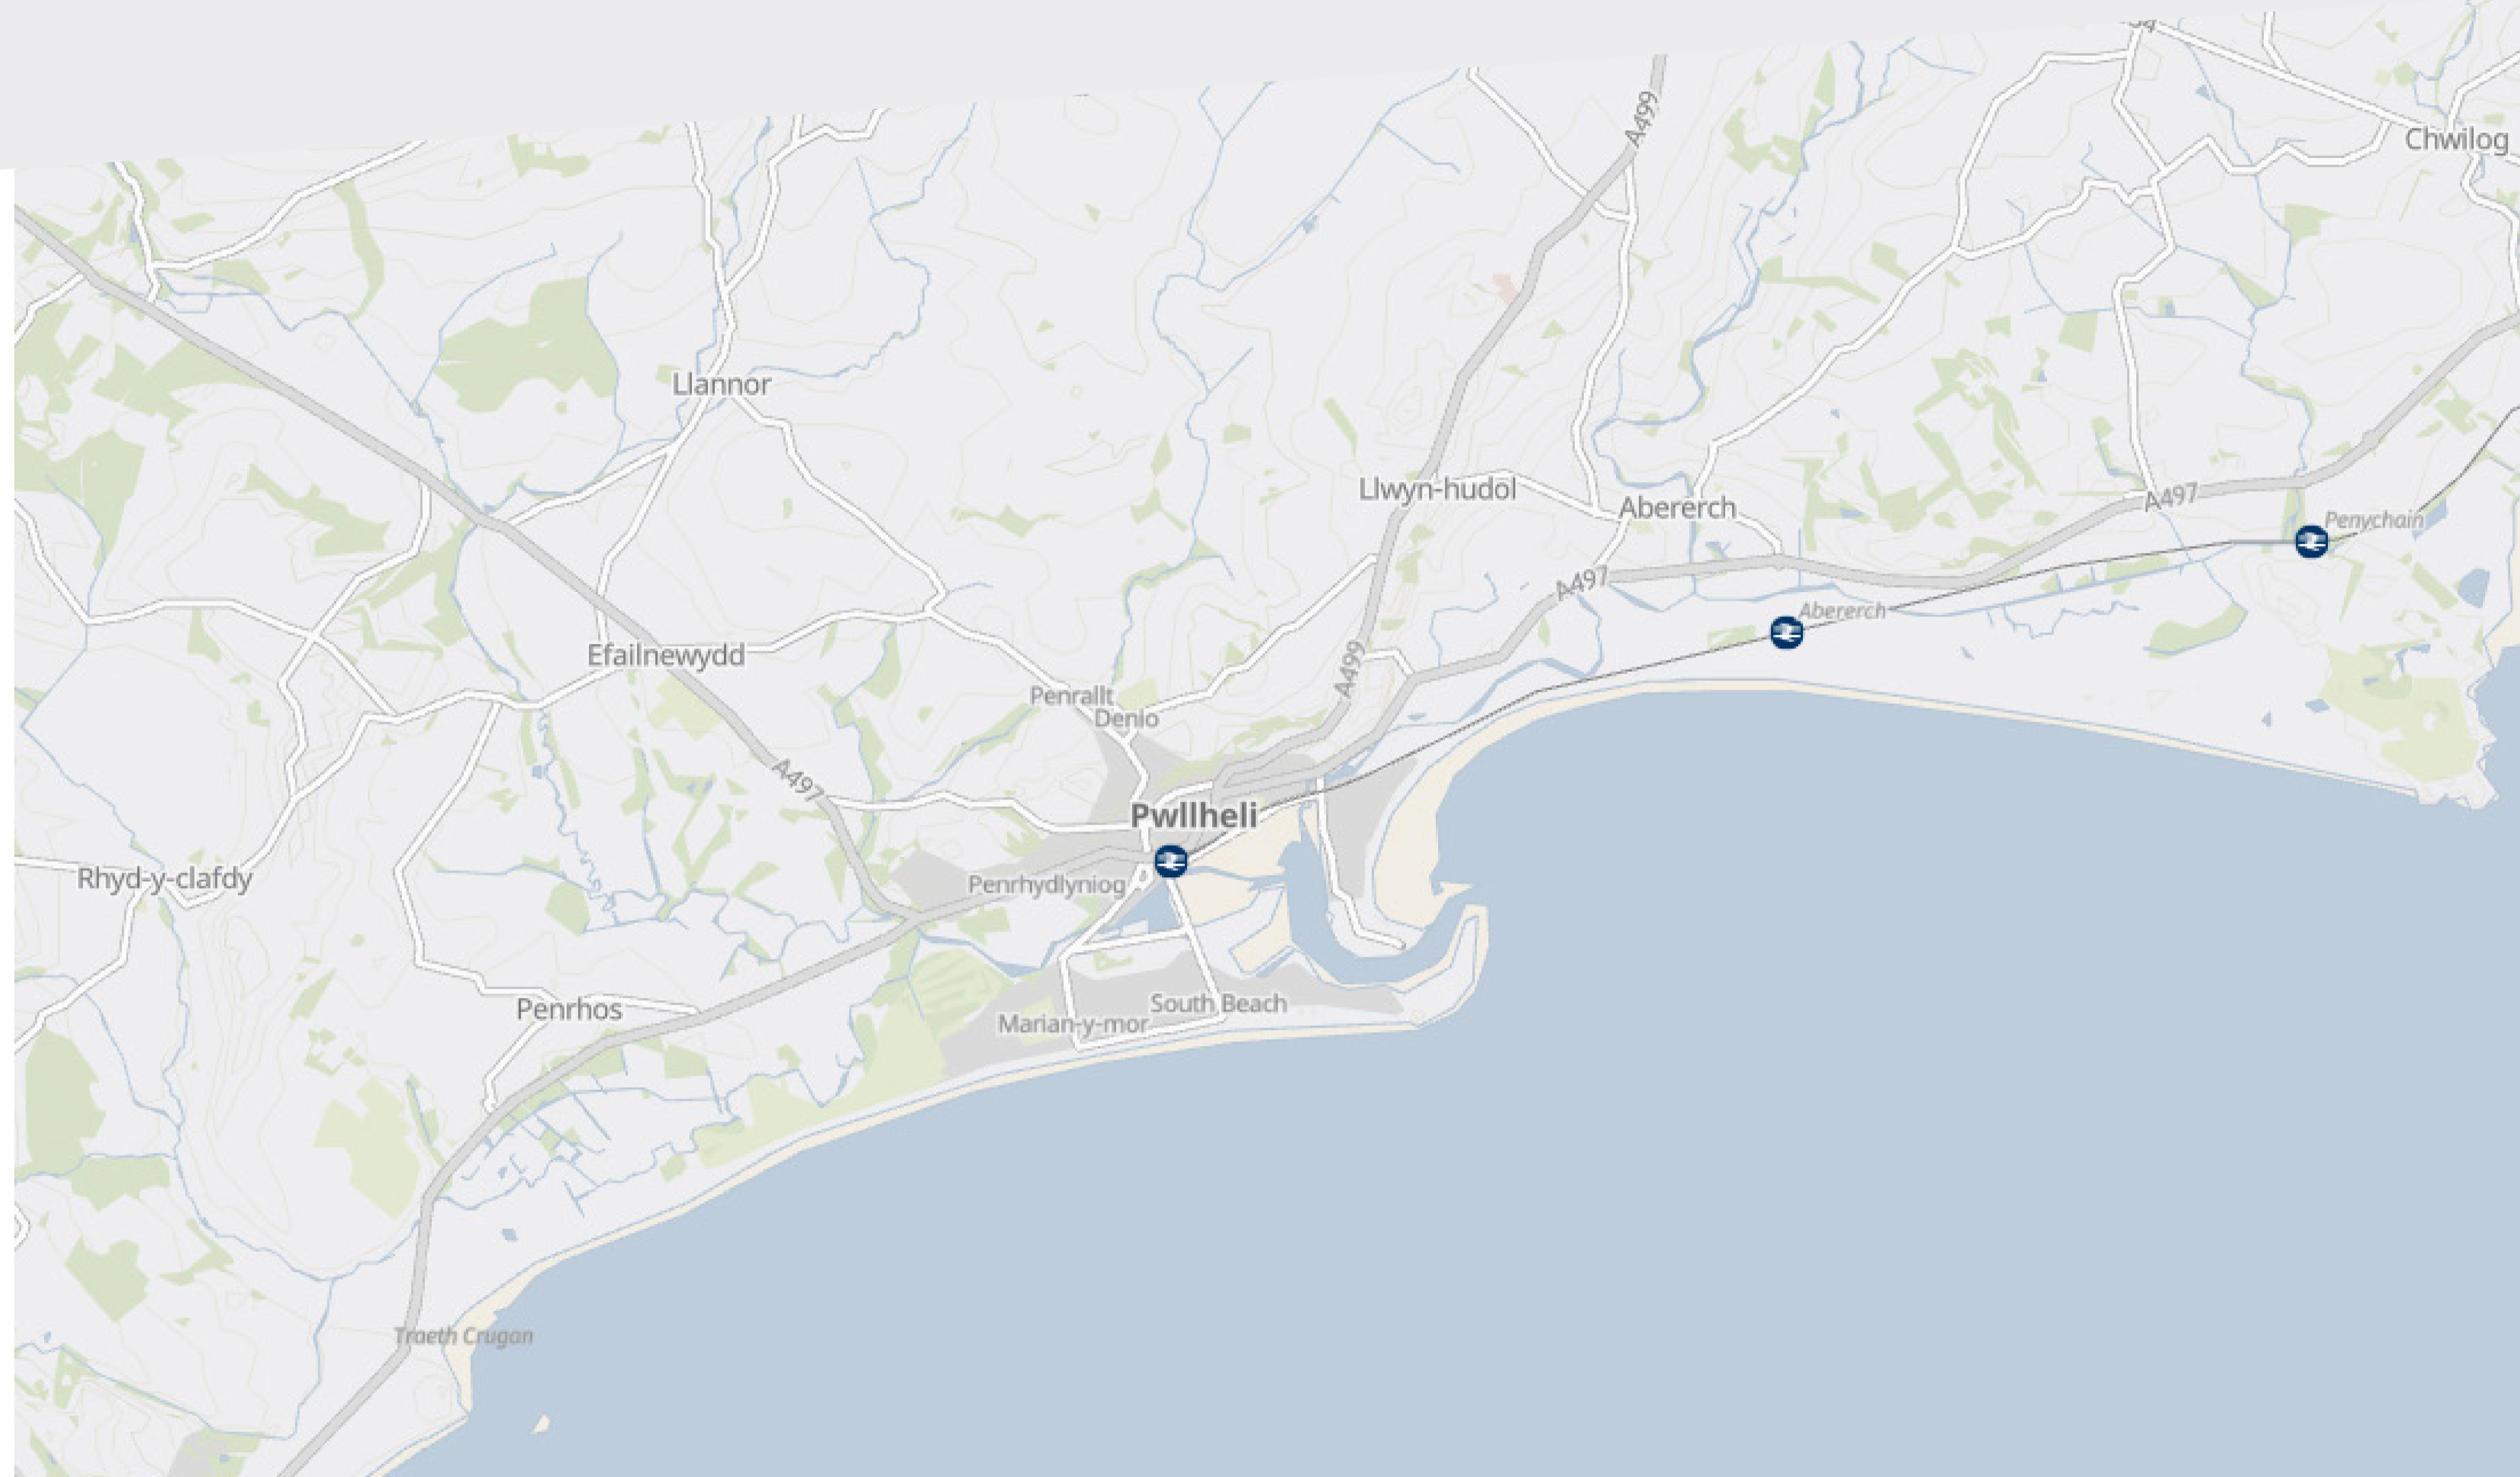 A499
Chwilog
Llannor
Llwyn-hudol
Abererch
A497
Penychain
A497
Abererch
Efailnewydd
A499
Penrallt
Denio
A497
Pwllheli
Rhyd-y-clafdy
Penrhydlyniog
Penrhos
South Beach
Marian-y-mor
Traeth Crugan